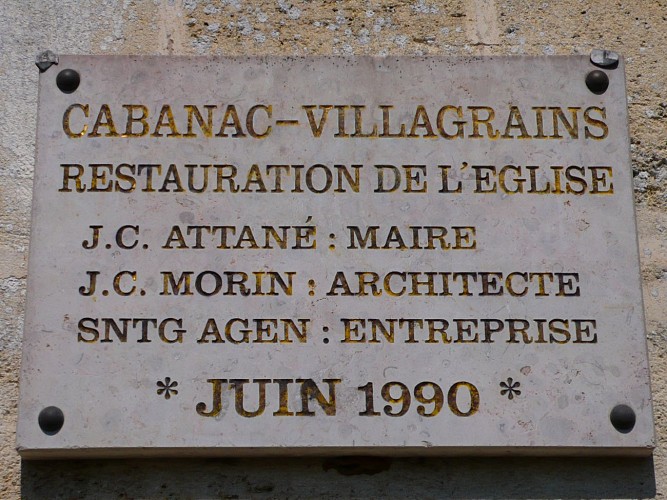 CABANAC-VILLAGRAINS
RESTAURATION DE L'EGLISE
J.C. ATTANÉ : MAIRE
J.C. MORIN : ARCHITECTE
SNTG AGEN : ENTREPRISE
* JUIN 1990 *